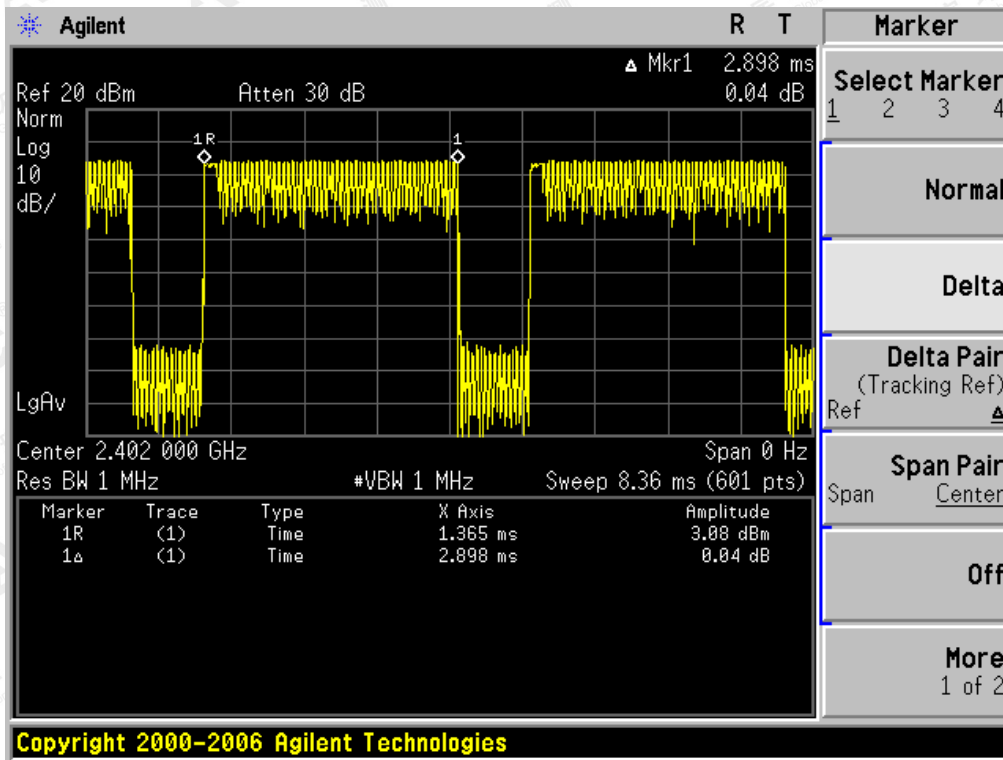 Agilent R T
Δ Mkr1 2.898 ms
Ref 20 dBm Atten 30 dB 0.04 dB
Norm
Log
10
dB/
1R
1
LgAv
Center 2.402 000 GHz Span 0 Hz
Res BW 1 MHz #VBW 1 MHz Sweep 8.36 ms (601 pts)
Marker Trace Type X Axis Amplitude
1R (1) Time 1.365 ms 3.08 dBm
1Δ (1) Time 2.898 ms 0.04 dB
Copyright 2000-2006 Agilent Technologies
Marker
Select Marker
1 2 3 4
Normal
Delta
Delta Pair
(Tracking Ref)
Ref Δ
Span Pair
Span Center
Off
More
1 of 2